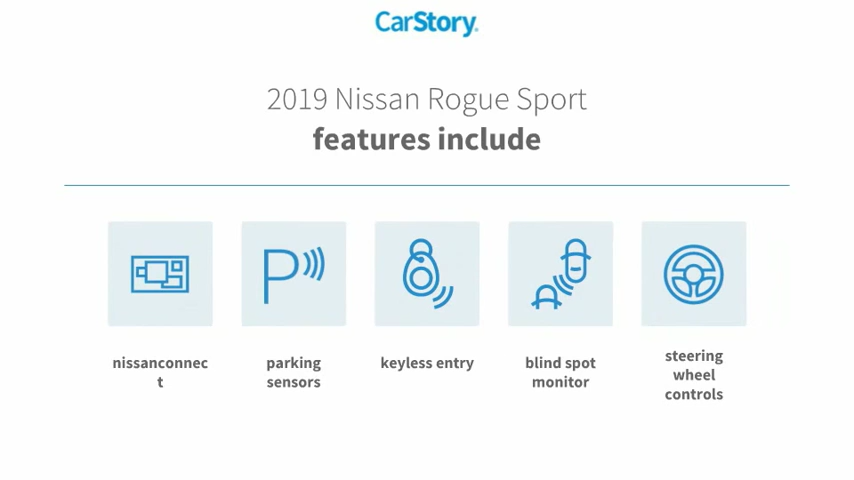 CarStory.
2019 Nissan Rogue Sport
features include
P
nissanconnec
t
parking
sensors
keyless entry
blind spot
monitor
steering
wheel
controls